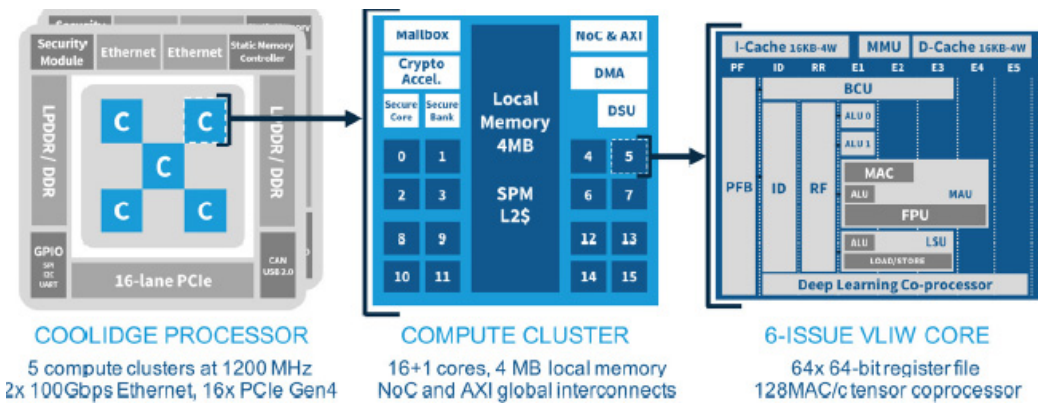 Security Module
Ethernet
Ethernet
Static Memory Controller
LPDDR / DDR
C
C
C
C
C
LPDDR / DDR
GPIO
SPI
I2C
UART
16-lane PCIe
CAN
USB 2.0
COOLIDGE PROCESSOR
5 compute clusters at 1200 MHz
2x 100Gbps Ethernet, 16x PCIe Gen4
Mailbox
NoC & AXI
Crypto Accel.
DMA
Secure Core
Secure Bank
DSU
Local
Memory
4MB
SPM
L2$
0 1
2 3
8 9
10 11
4 5
6 7
12 13
14 15
COMPUTE CLUSTER
16+1 cores, 4 MB local memory
NoC and AXI global interconnects
I-Cache 16KB-4W
MMU
D-Cache 16KB-4W
PF ID RR E1 E2 E3 E4 E5
BCU
ALU 0
ALU 1
PFB
ID
RF
MAC
ALU
MAU
FPU
ALU
LSU
LOAD/STORE
Deep Learning Co-processor
6-ISSUE VLIW CORE
64x 64-bit register file
128MAC/c tensor coprocessor